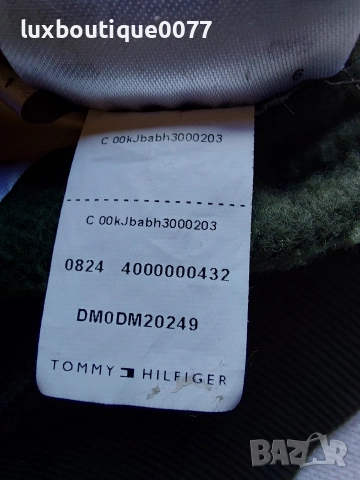 luxboutique0077
C 00kJbabh3000203
C 00kJbabh3000203
0824 4000000432
DM0DM20249
TOMMY HILFIGER
BAZAR